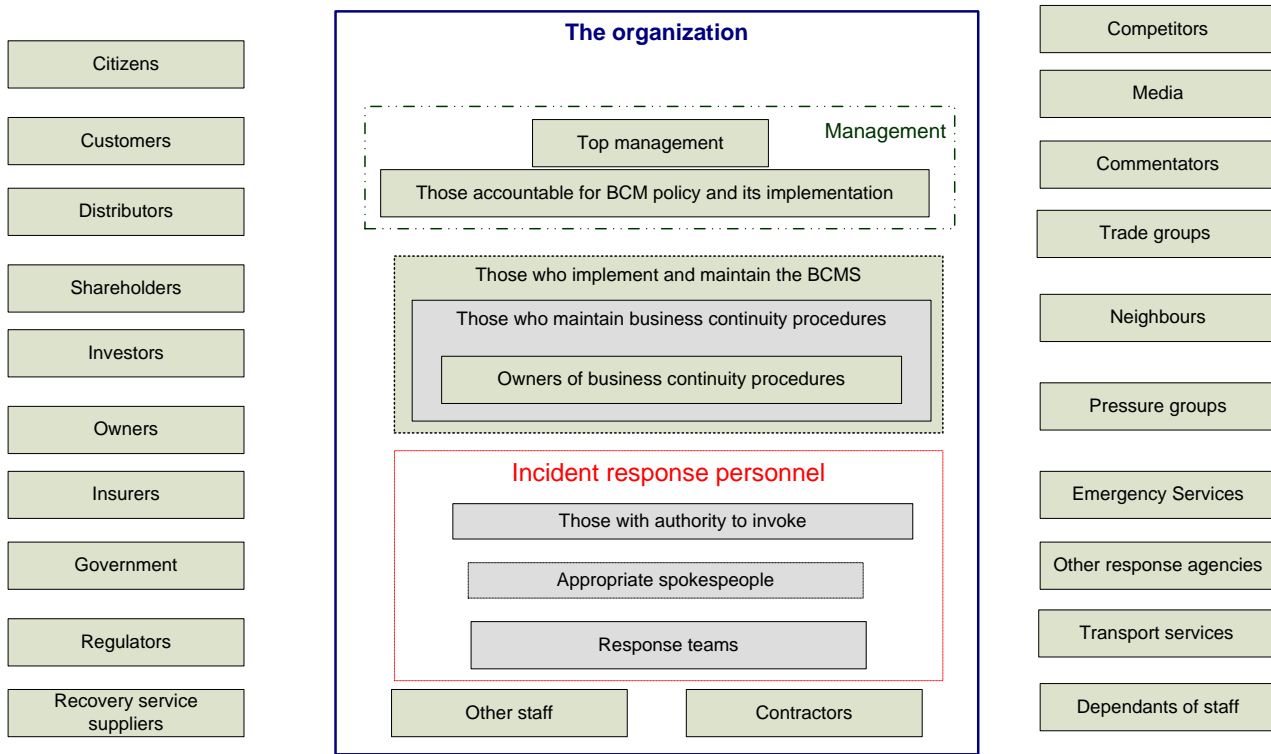 Citizens
Customers
Distributors
Shareholders
Investors
Owners
Insurers
Government
Regulators
Recovery service
suppliers
The organization
Management
Top management
Those accountable for BCM policy and its implementation
Those who implement and maintain the BCMS
Those who maintain business continuity procedures
Owners of business continuity procedures
Incident response personnel
Those with authority to invoke
Appropriate spokespeople
Response teams
Other staff
Contractors
Competitors
Media
Commentators
Trade groups
Neighbours
Pressure groups
Emergency Services
Other response agencies
Transport services
Dependants of staff